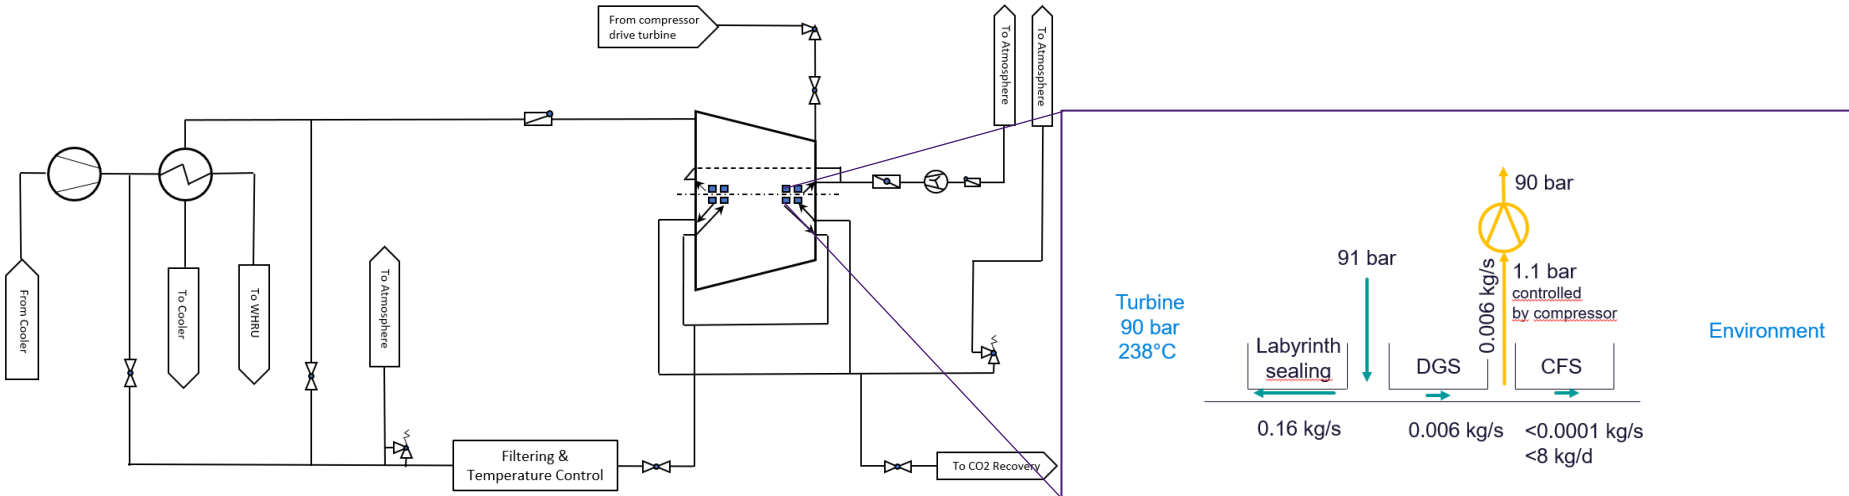 From compressor
drive turbine
To Atmosphere
To Atmosphere
From Cooler
To Cooler
To WHRU
To Atmosphere
Filtering &
Temperature Control
To CO2 Recovery
Turbine
90 bar
238°C
Labyrinth
sealing
0.16 kg/s
91 bar
DGS
0.006 kg/s
0.006 kg/s
90 bar
1.1 bar
controlled
by compressor
CFS
<0.0001 kg/s
<8 kg/d
Environment